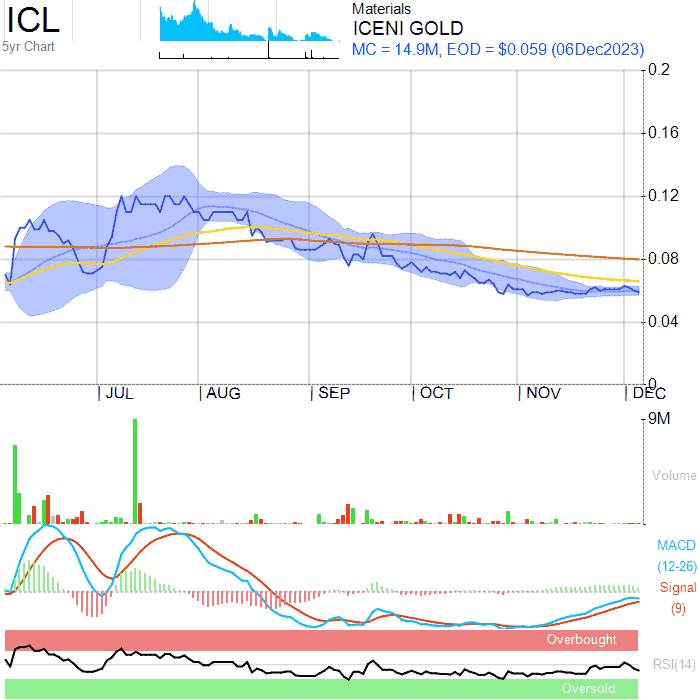 ICL
5yr Chart
Materials
ICENI GOLD
MC = 14.9M, EOD = $0.059 (06Dec2023)
0.2
0.16
0.12
0.08
0.04
0
JUL
AUG
SEP
OCT
NOV
DEC
9M
Volume
MACD
(12-26)
Signal
(9)
Overbought
RSI(14)
Oversold